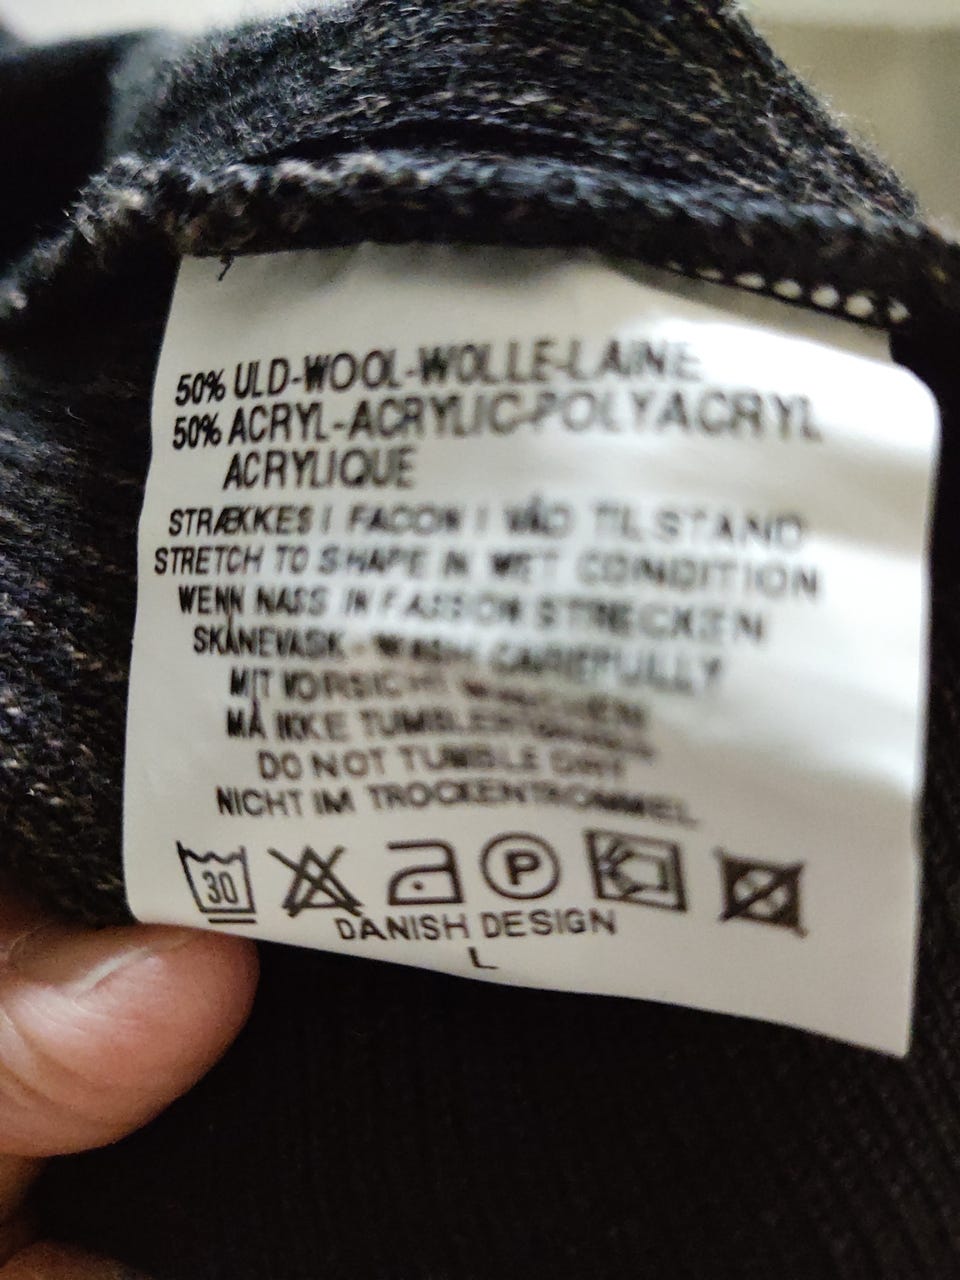 50% ULD-WOOL-WOLLE-LAINE
50% ACRYL-ACRYLIC-POLYACRYL
ACRYLIQUE
STRÆKKES I FACON I VÅD TILSTAND
STRETCH TO SHAPE IN WET CONDITION
WENN NASS IN FASSON STRECKEN
SKÅNEVASK - WASH CAREFULLY
MIT VORSICHT WASCHEN
MÅ IKKE
DO NOT TUMBLE DRY
NICHT IM TROCKENTROMMEL
30 P
DANISH DESIGN
L